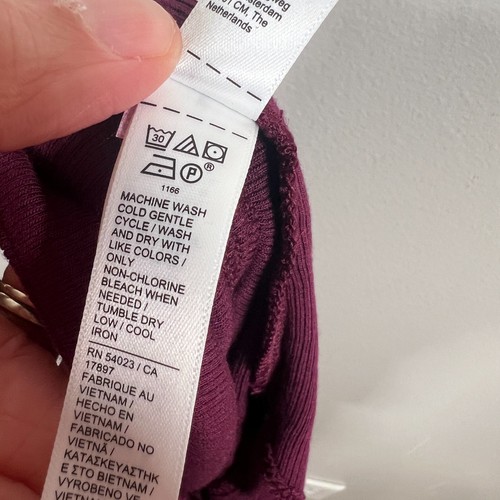 CM, The
Netherlands
30
P
®
1166
MACHINE WASH
COLD GENTLE
CYCLE / WASH
AND DRY WITH
LIKE COLORS /
ONLY
NON-CHLORINE
BLEACH WHEN
NEEDED /
TUMBLE DRY
LOW / COOL
IRON
RN 54023 / CA
17897
FABRIQUE AU
VIETNAM /
HECHO EN
VIETNAM /
FABRICADO NO
VIETNÃ /
ΚΑΤΑΣΚΕΥΑΣΤΗΚ
Ε ΣΤΟ ΒΙΕΤΝΑΜ /
VYROBENO VE